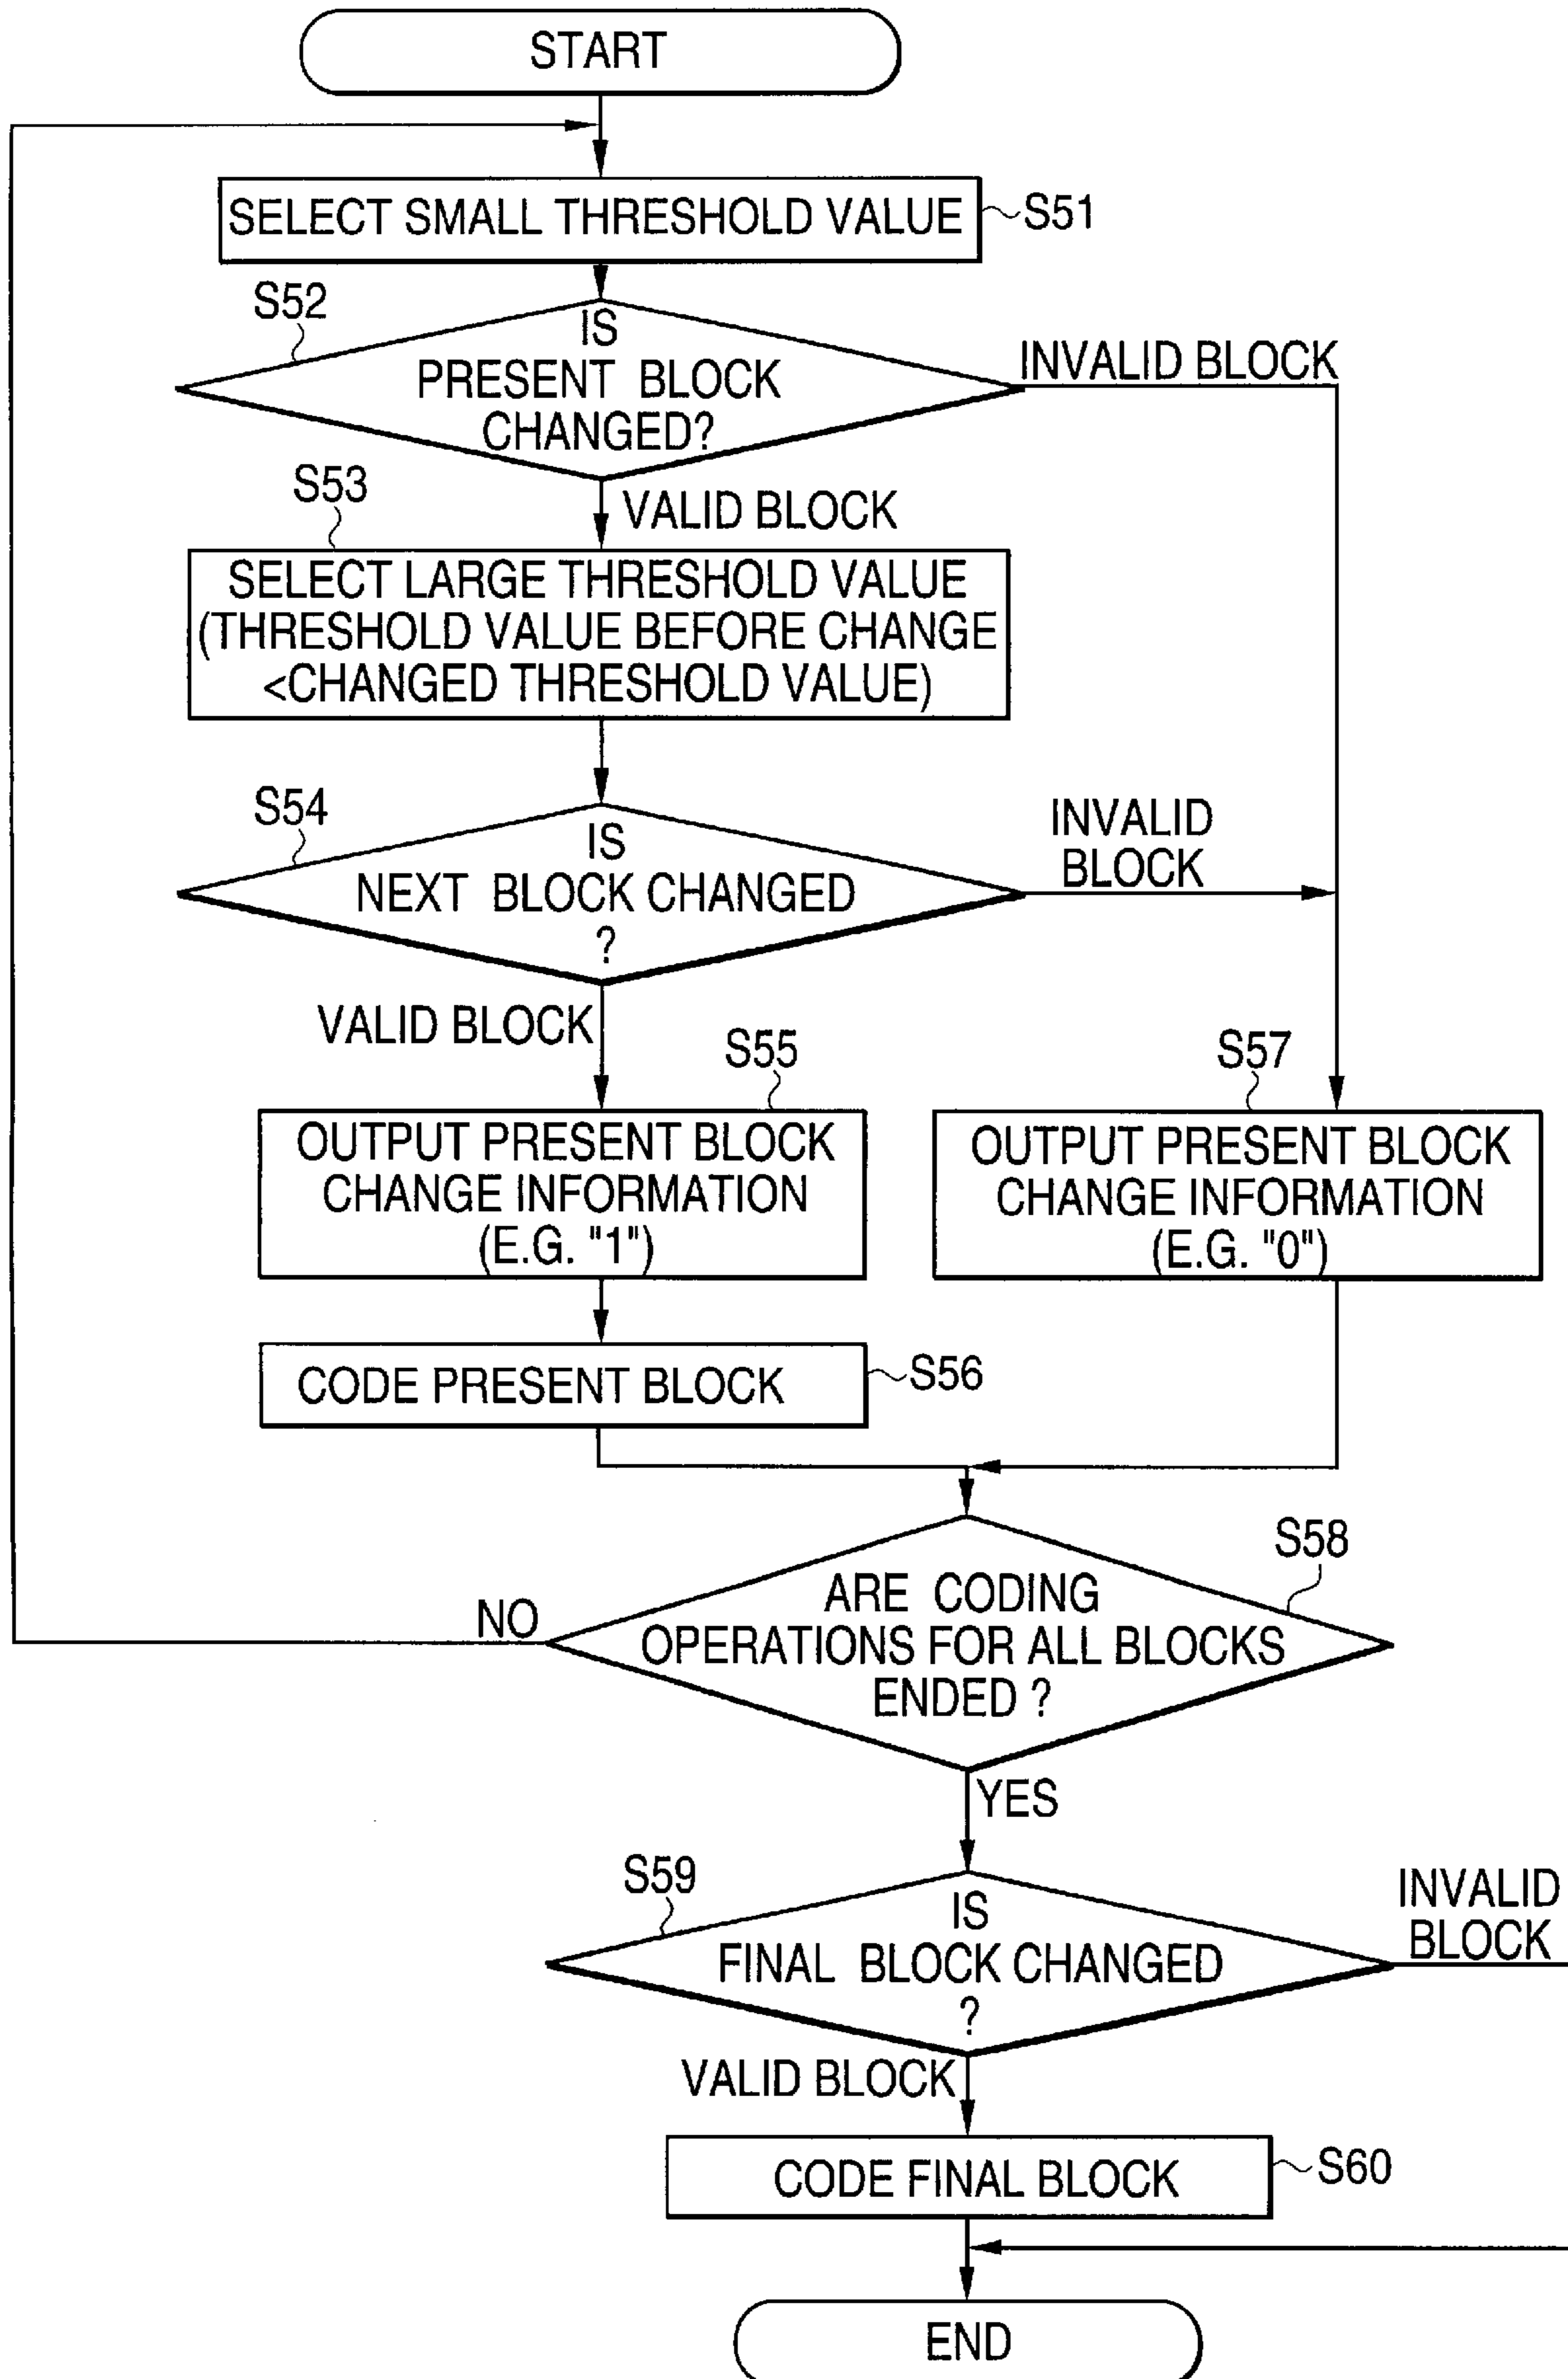 START
SELECT SMALL THRESHOLD VALUE
S51
S52
IS
PRESENT BLOCK
CHANGED?
INVALID BLOCK
VALID BLOCK
S53
SELECT LARGE THRESHOLD VALUE
(THRESHOLD VALUE BEFORE CHANGE
<CHANGED THRESHOLD VALUE)
S54
IS
NEXT BLOCK CHANGED
?
INVALID
BLOCK
VALID BLOCK
S55
OUTPUT PRESENT BLOCK
CHANGE INFORMATION
(E.G. "1")
S57
OUTPUT PRESENT BLOCK
CHANGE INFORMATION
(E.G. "0")
CODE PRESENT BLOCK
S56
S58
ARE CODING
OPERATIONS FOR ALL BLOCKS
ENDED ?
NO
YES
S59
IS
FINAL BLOCK CHANGED
?
INVALID
BLOCK
VALID BLOCK
CODE FINAL BLOCK
S60
END